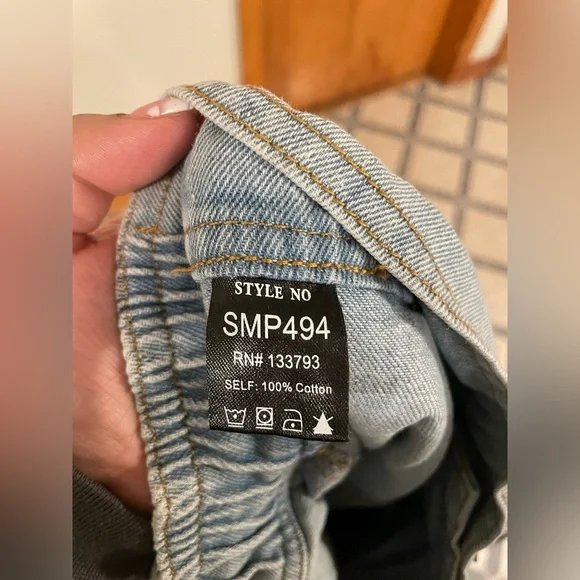 STYLE NO
SMP494
RN# 133793
SELF: 100% Cotton